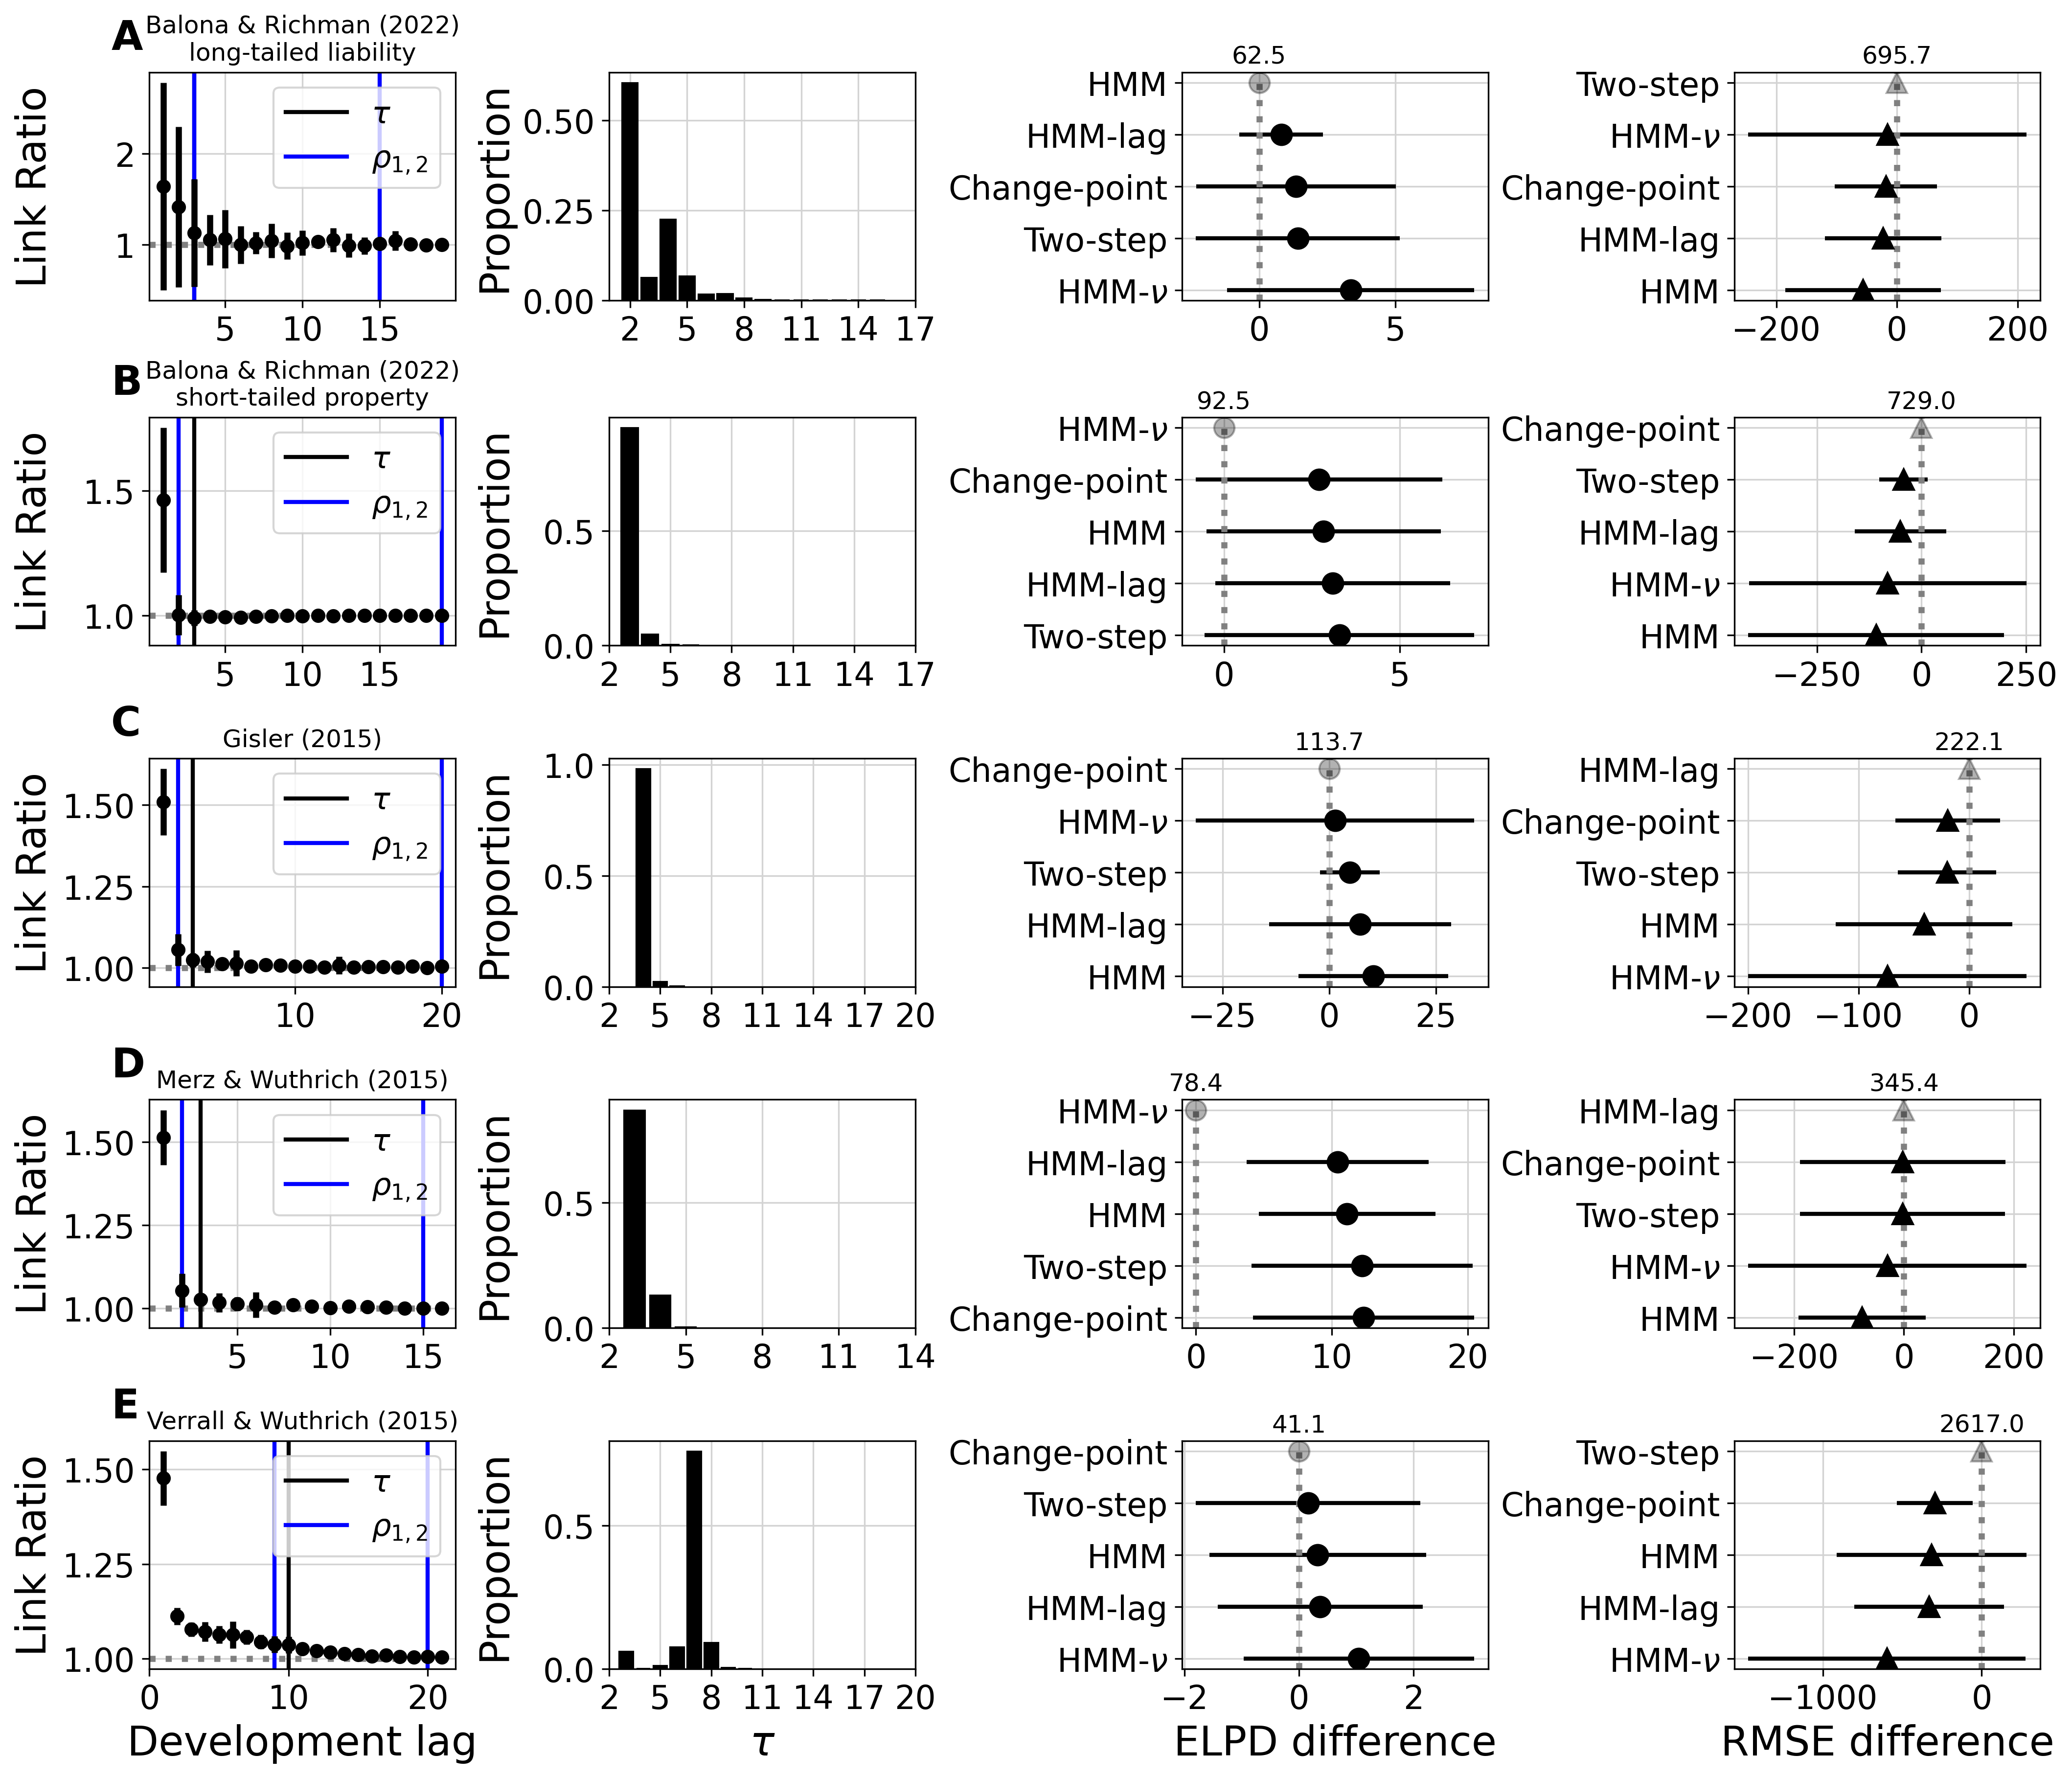 A Balona & Richman (2022)
long-tailed liability
Link Ratio
2
1
τ
ρ1, 2
5 10 15
Proportion
0.50
0.25
0.00
2 5 8 11 14 17
62.5
HMM
HMM-lag
Change-point
Two-step
HMM-ν
0 5
695.7
Two-step
HMM-ν
Change-point
HMM-lag
HMM
−200 0 200
B Balona & Richman (2022)
short-tailed property
Link Ratio
1.5
1.0
τ
ρ1, 2
5 10 15
Proportion
0.5
0.0
2 5 8 11 14 17
92.5
HMM-ν
Change-point
HMM
HMM-lag
Two-step
0 5
729.0
Change-point
Two-step
HMM-lag
HMM-ν
HMM
−250 0 250
C
Gisler (2015)
Link Ratio
1.50
1.25
1.00
τ
ρ1, 2
10 20
Proportion
1.0
0.5
0.0
2 5 8 11 14 17 20
113.7
Change-point
HMM-ν
Two-step
HMM-lag
HMM
−25 0 25
222.1
HMM-lag
Change-point
Two-step
HMM
HMM-ν
−200 −100 0
D
Merz & Wuthrich (2015)
Link Ratio
1.50
1.25
1.00
τ
ρ1, 2
5 10 15
Proportion
0.5
0.0
2 5 8 11 14
78.4
HMM-ν
HMM-lag
HMM
Two-step
Change-point
0 10 20
345.4
HMM-lag
Change-point
Two-step
HMM-ν
HMM
−200 0 200
E
Verrall & Wuthrich (2015)
Link Ratio
1.50
1.25
1.00
τ
ρ1, 2
0 10 20
Development lag
Proportion
0.5
0.0
2 5 8 11 14 17 20
τ
41.1
Change-point
Two-step
HMM
HMM-lag
HMM-ν
−2 0 2
ELPD difference
2617.0
Two-step
Change-point
HMM
HMM-lag
HMM-ν
−1000 0
RMSE difference